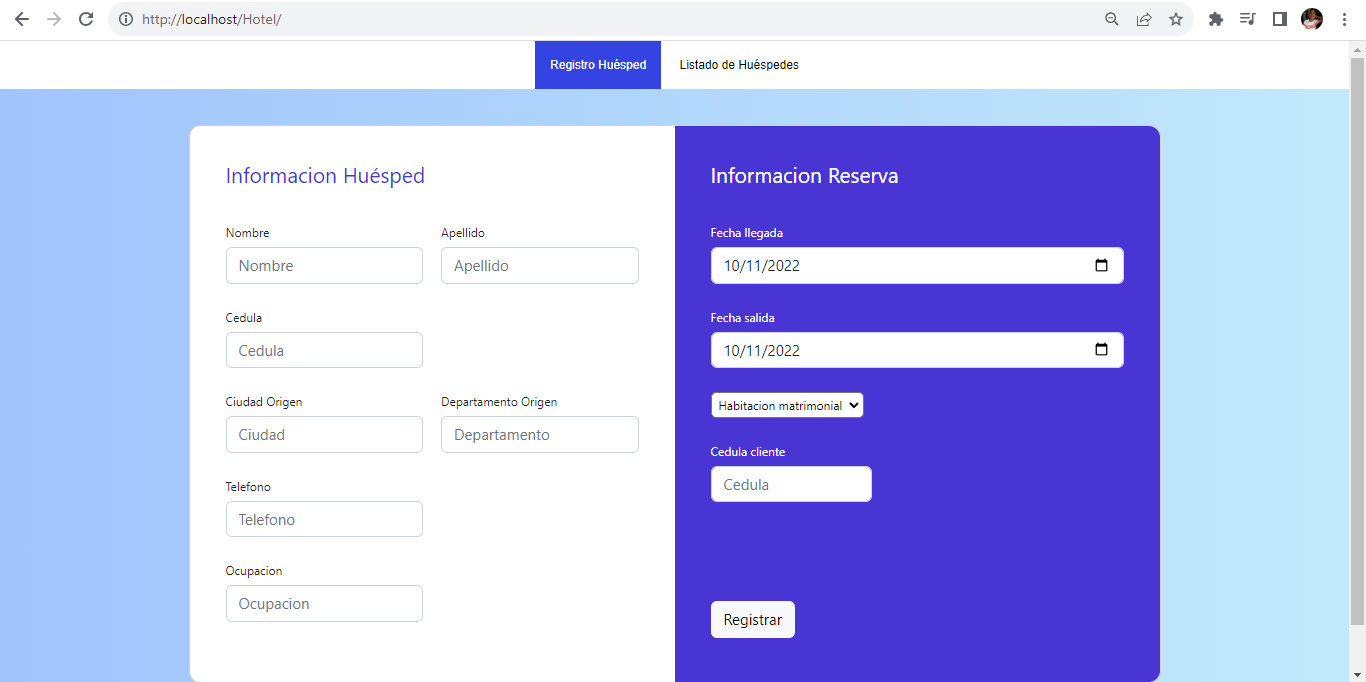 http://localhost/Hotel/
Registro Huésped Listado de Huéspedes
Informacion Huésped
Nombre Apellido
Nombre Apellido
Cedula
Cedula
Ciudad Origen Departamento Origen
Ciudad Departamento
Telefono
Telefono
Ocupacion
Ocupacion
Informacion Reserva
Fecha llegada
10/11/2022
Fecha salida
10/11/2022
Habitacion matrimonial
Cedula cliente
Cedula
Registrar